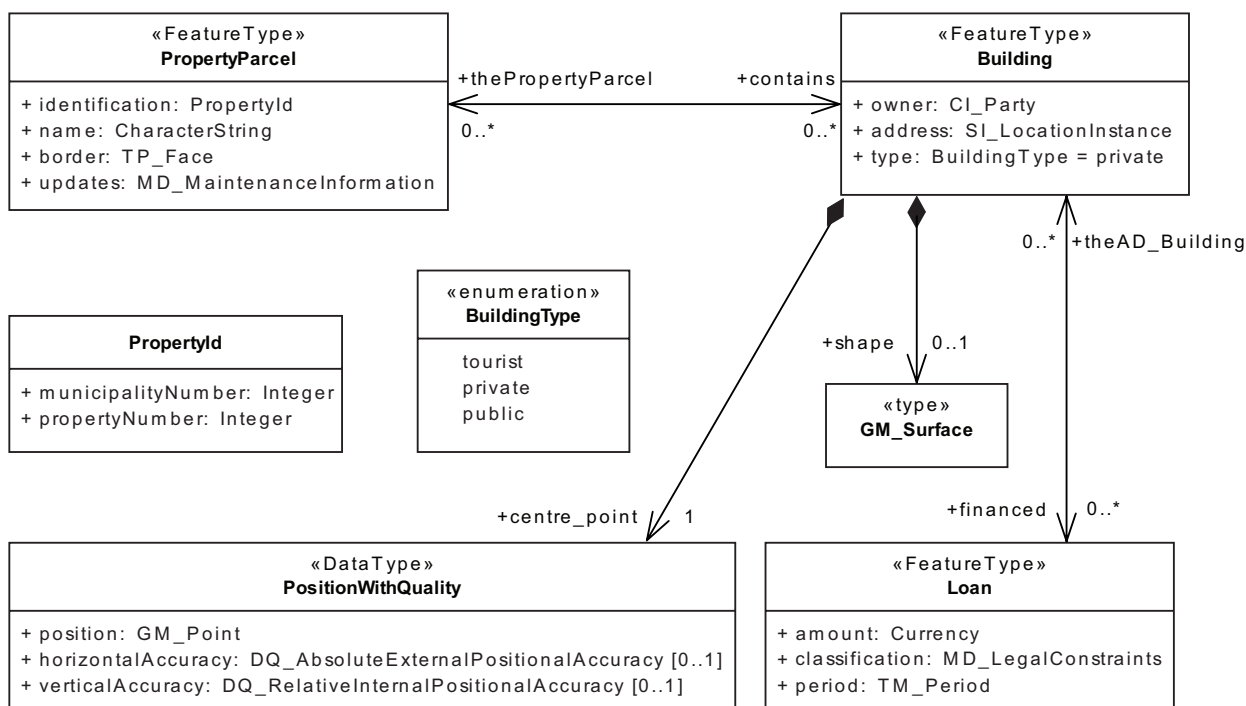 «FeatureType»
PropertyParcel
+ identification: PropertyId
+ name: CharacterString
+ border: TP_Face
+ updates: MD_MaintenanceInformation
+thePropertyParcel
0..*
+contains
0..*
«FeatureType»
Building
+ owner: CI_Party
+ address: SI_LocationInstance
+ type: BuildingType = private
0..* +theAD_Building
«enumeration»
BuildingType
tourist
private
public
PropertyId
+ municipalityNumber: Integer
+ propertyNumber: Integer
+shape 0..1
«type»
GM_Surface
+centre_point 1
+financed 0..*
«DataType»
PositionWithQuality
+ position: GM_Point
+ horizontalAccuracy: DQ_AbsoluteExternalPositionalAccuracy [0..1]
+ verticalAccuracy: DQ_RelativeInternalPositionalAccuracy [0..1]
«FeatureType»
Loan
+ amount: Currency
+ classification: MD_LegalConstraints
+ period: TM_Period